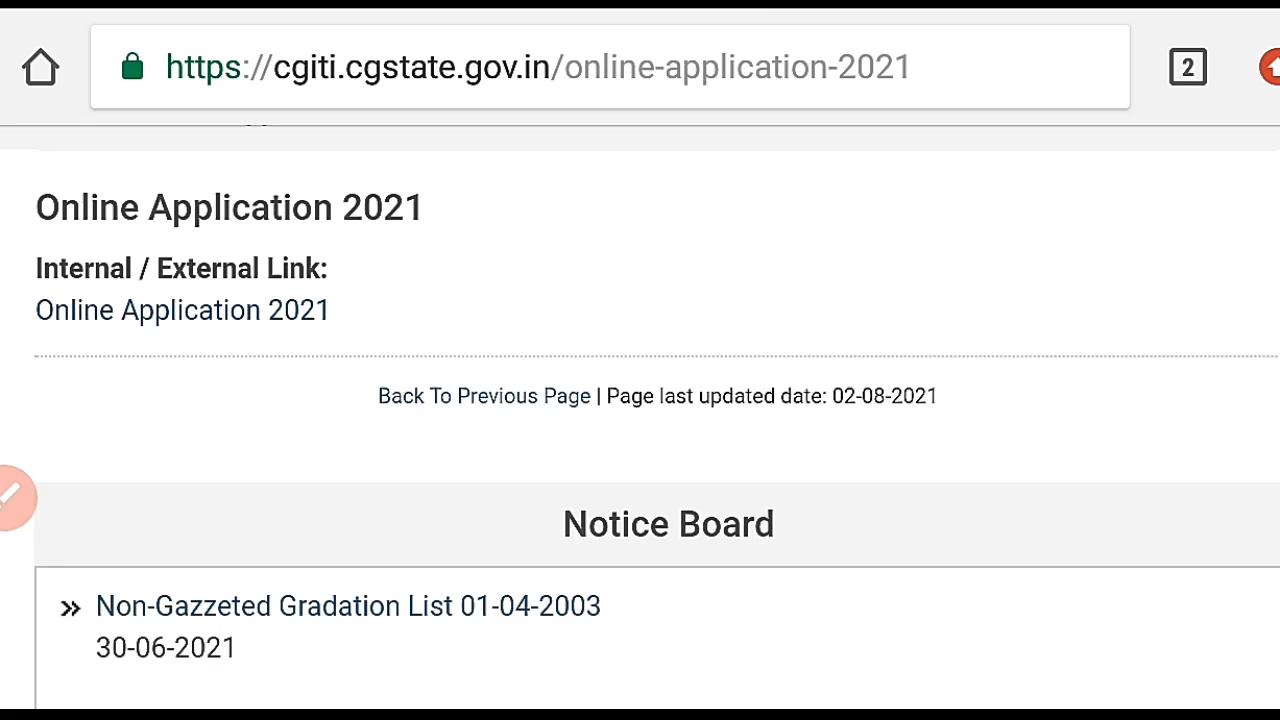 https://cgiti.cgstate.gov.in/online-application-2021
2
Online Application 2021
Internal / External Link:
Online Application 2021
Back To Previous Page | Page last updated date: 02-08-2021
Notice Board
» Non-Gazzeted Gradation List 01-04-2003
30-06-2021